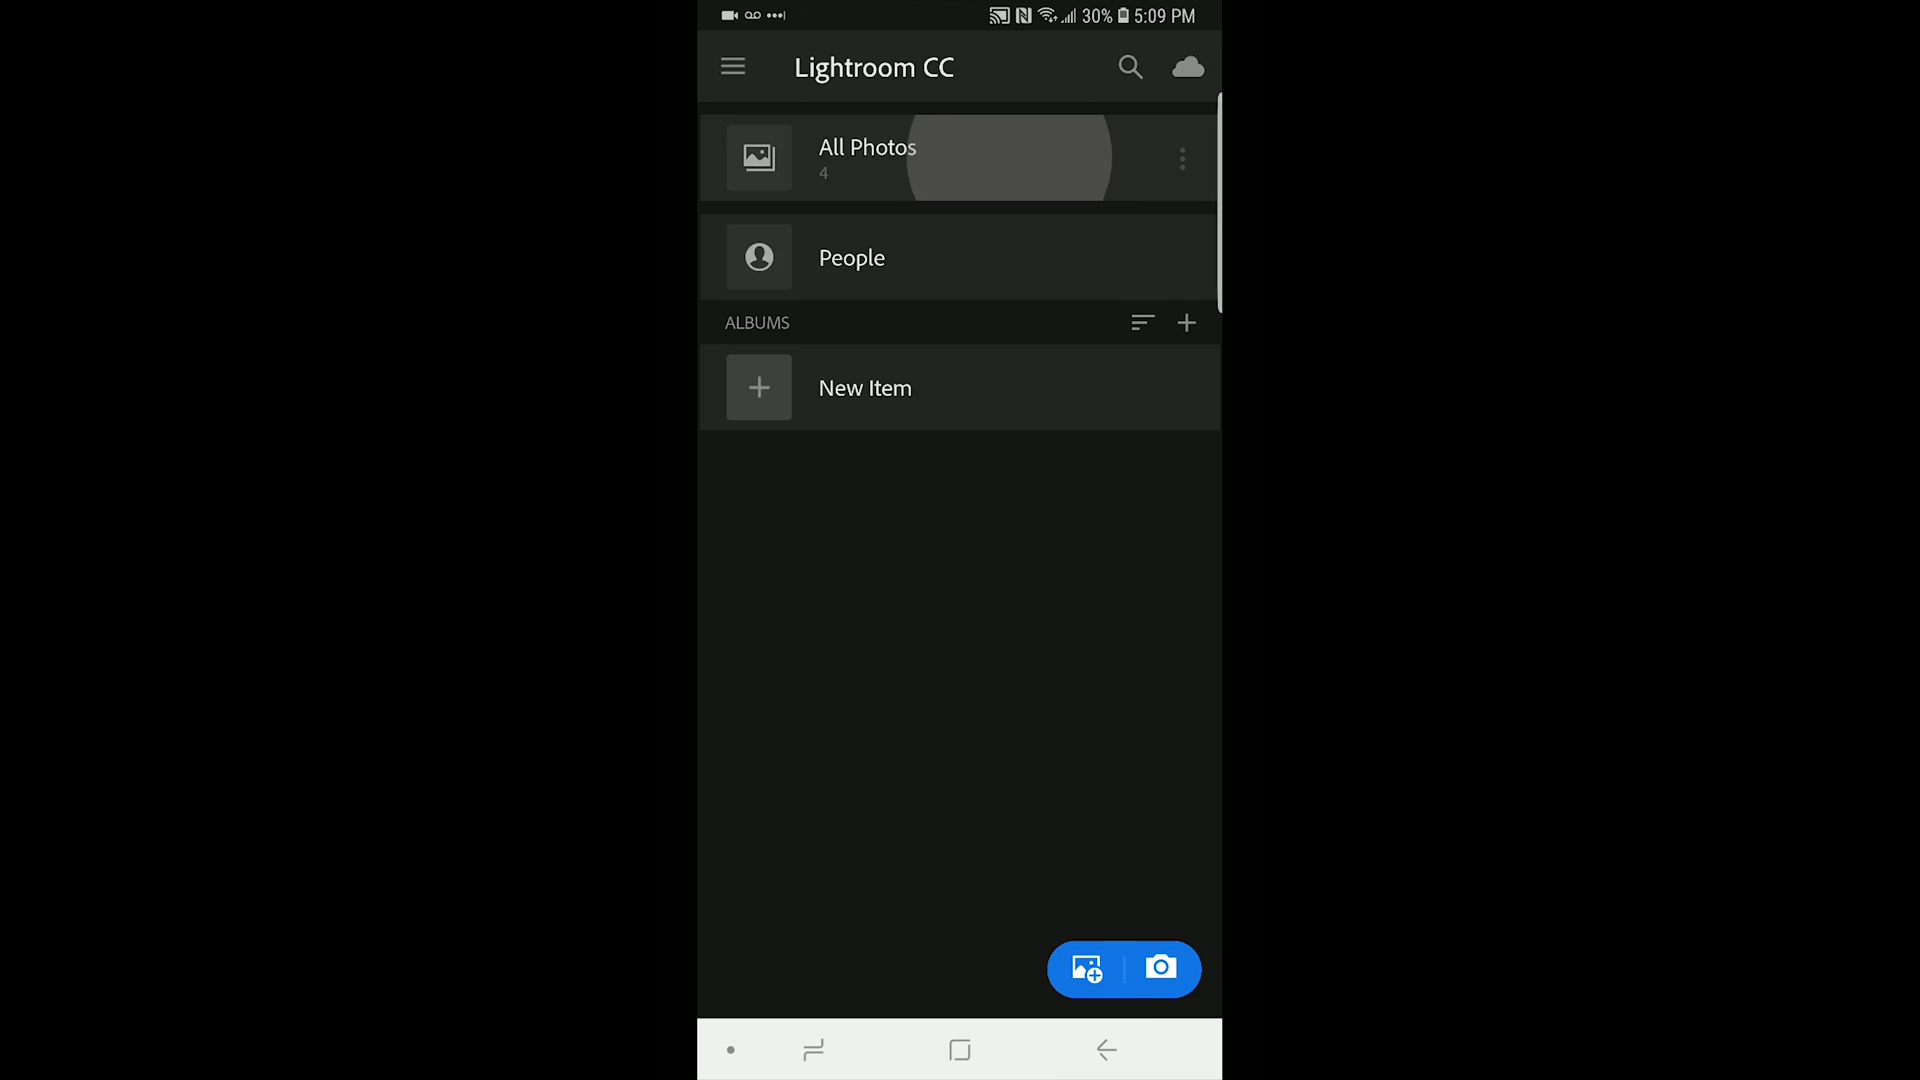 30% 5:09 PM
Lightroom CC
All Photos
4
People
ALBUMS
New Item